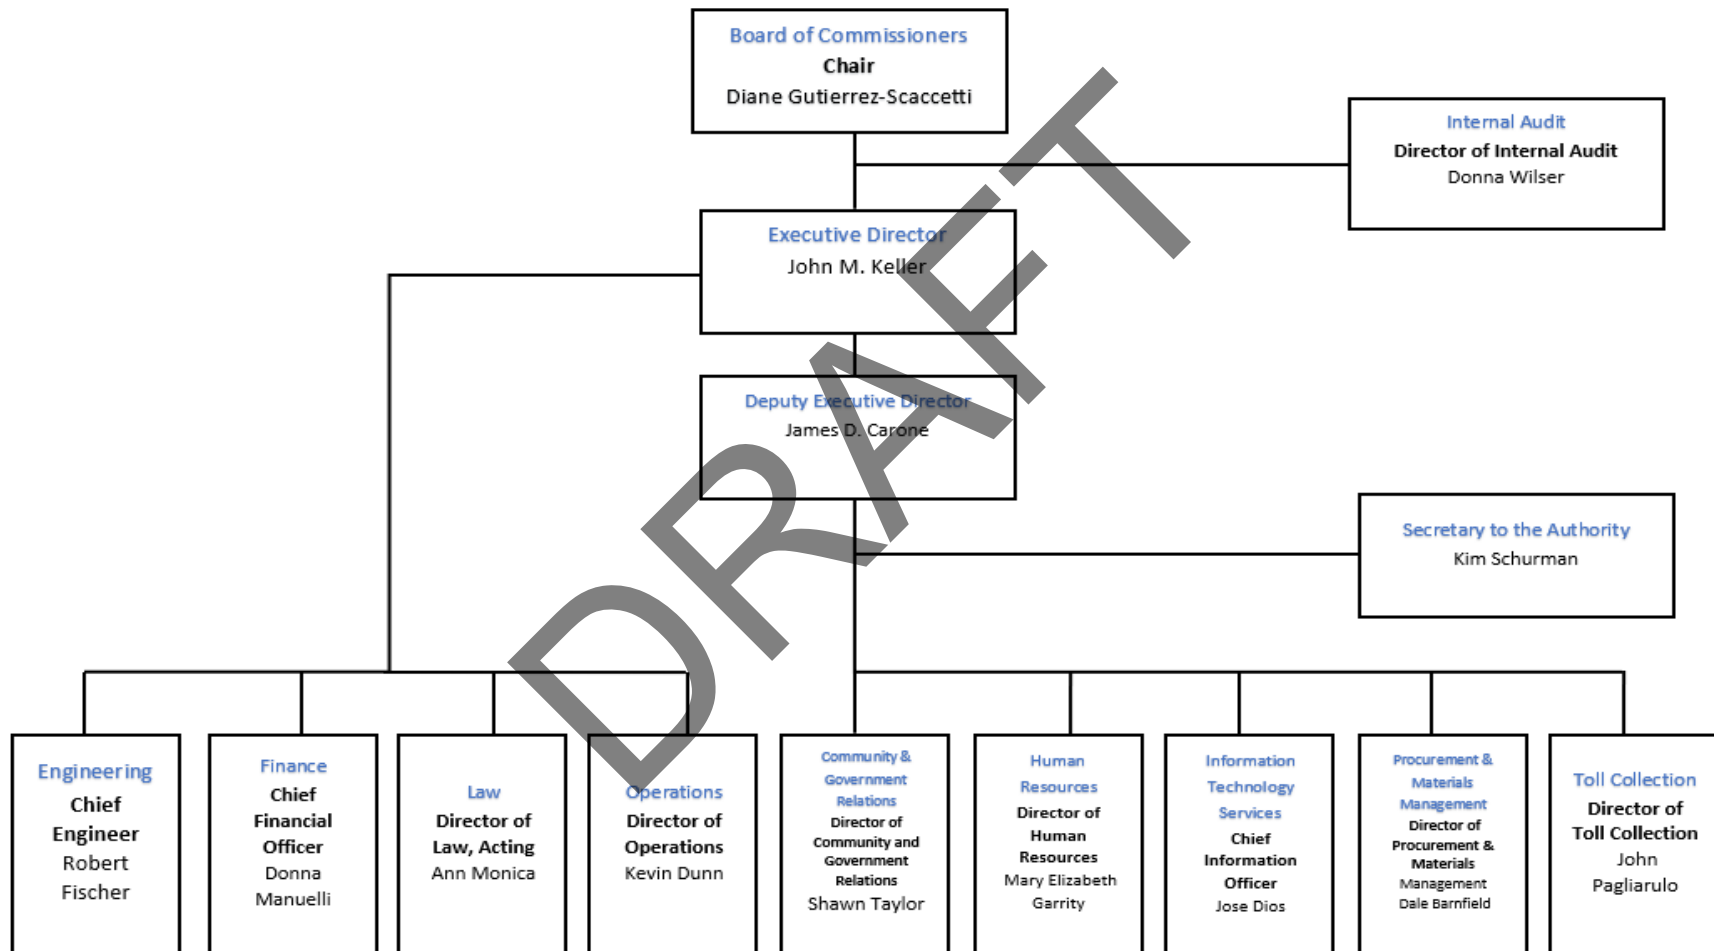 Board of Commissioners
Chair
Diane Gutierrez-Scaccetti
Internal Audit
Director of Internal Audit
Donna Wilser
Executive Director
John M. Keller
Deputy Executive Director
James D. Carone
Secretary to the Authority
Kim Schurman
DRAFT
Engineering
Chief
Engineer
Robert
Fischer
Finance
Chief
Financial
Officer
Donna
Manuelli
Law
Director of
Law, Acting
Ann Monica
Operations
Director of
Operations
Kevin Dunn
Community &
Government
Relations
Director of
Community and
Government
Relations
Shawn Taylor
Human
Resources
Director of
Human
Resources
Mary Elizabeth
Garrity
Information
Technology
Services
Chief
Information
Officer
Jose Dios
Procurement &
Materials
Management
Director of
Procurement &
Materials
Management
Dale Barnfield
Toll Collection
Director of
Toll Collection
John
Pagliarulo